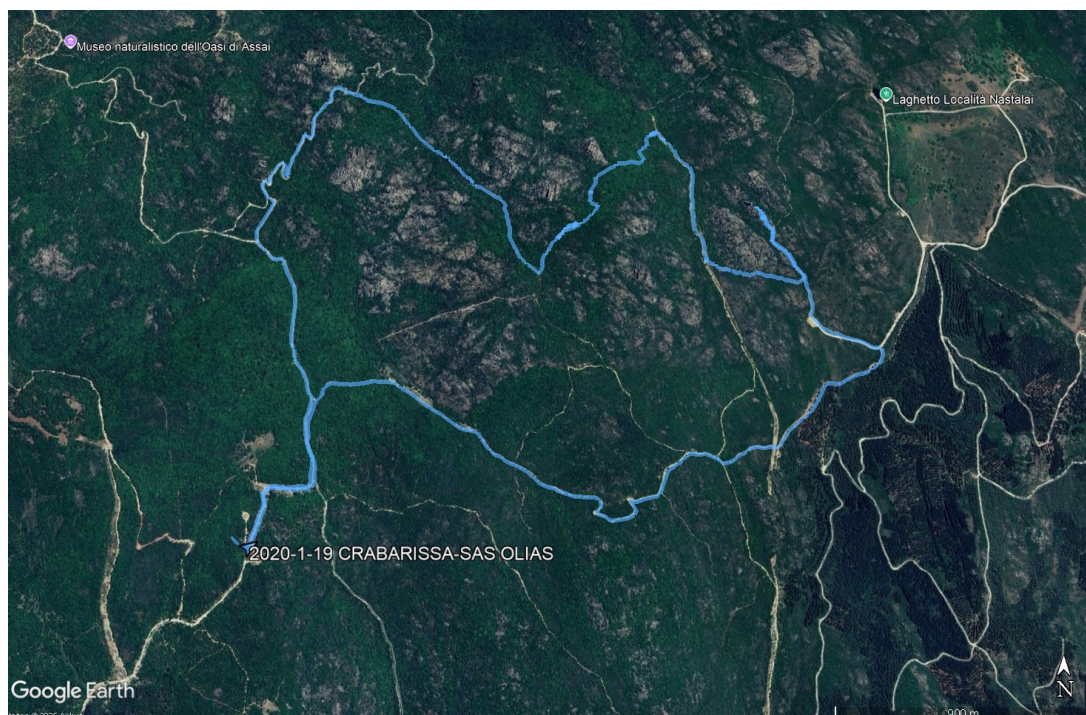 Museo naturalistico dell'Oasi di Assai
Laghetto Località Nastalai
2020-1-19 CRABARISSA-SAS OLIAS
Google Earth
N
900 m